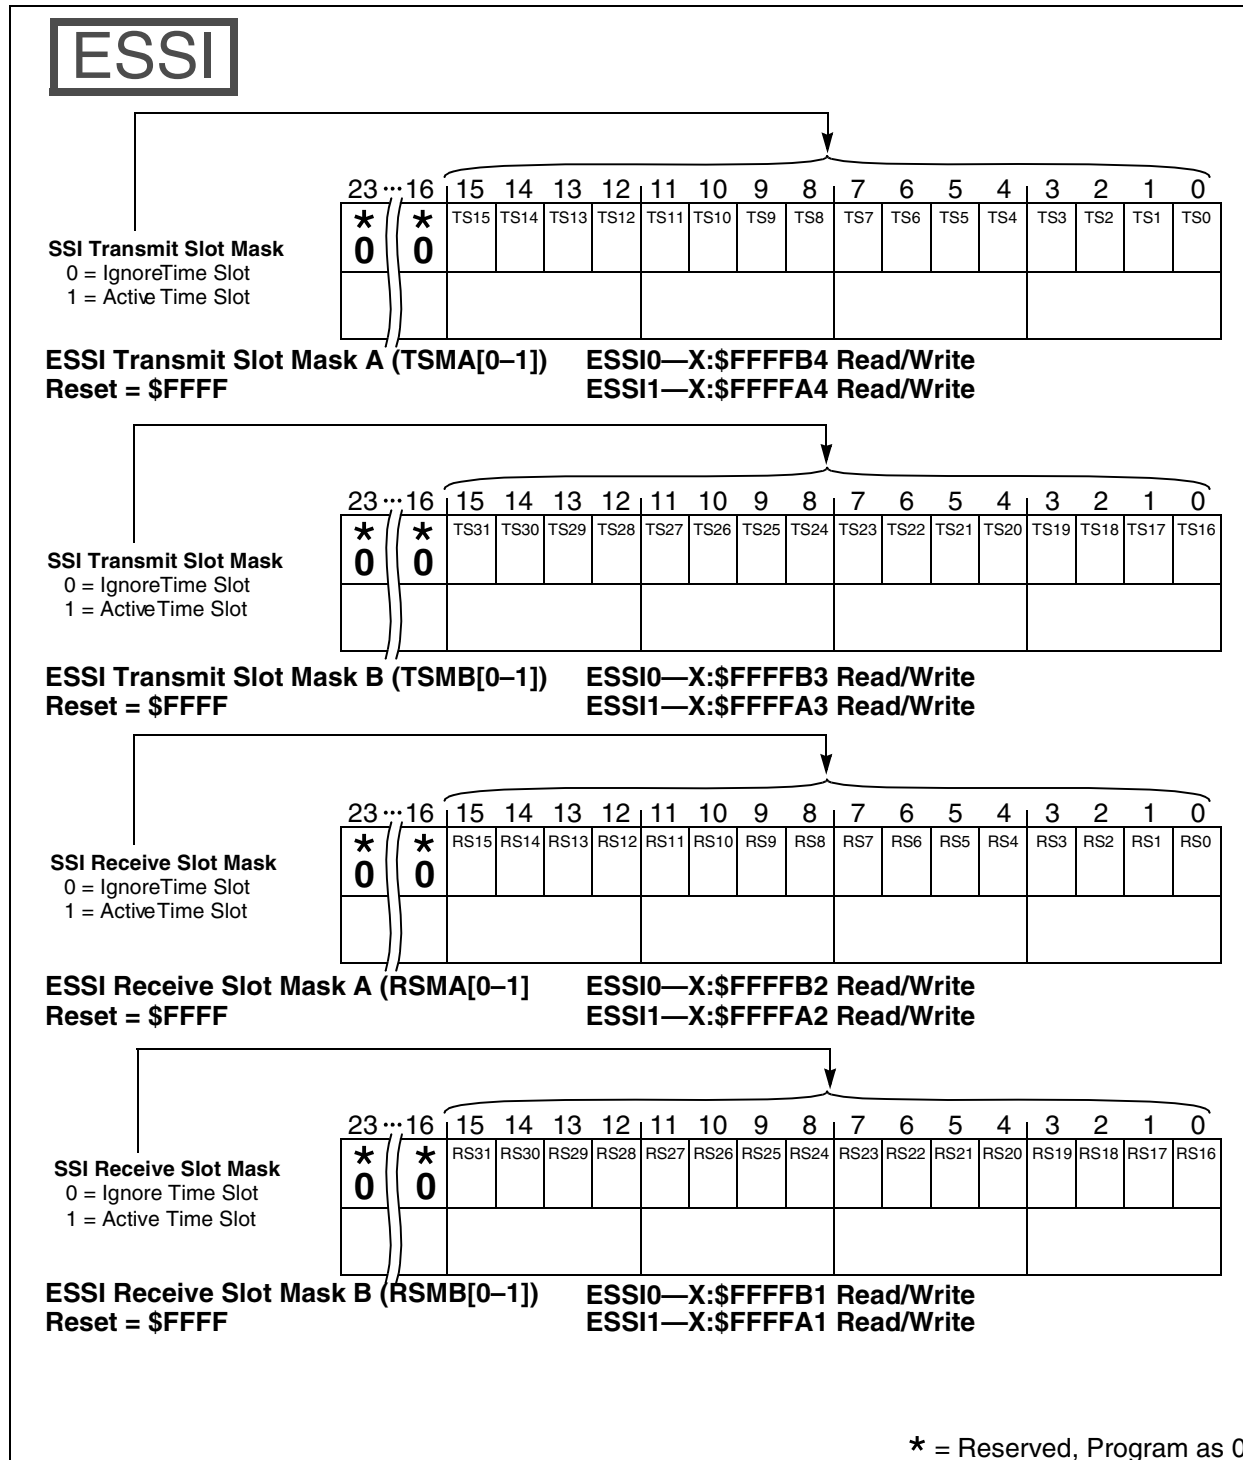 ESSI
23 ... 16 15 14 13 12 11 10 9 8 7 6 5 4 3 2 1 0
* * TS15 TS14 TS13 TS12 TS11 TS10 TS9 TS8 TS7 TS6 TS5 TS4 TS3 TS2 TS1 TS0
0 0
SSI Transmit Slot Mask
0 = IgnoreTime Slot
1 = Active Time Slot
ESSI Transmit Slot Mask A (TSMA[0–1]) ESSI0—X:$FFFFB4 Read/Write
Reset = $FFFF ESSI1—X:$FFFFA4 Read/Write
23 ... 16 15 14 13 12 11 10 9 8 7 6 5 4 3 2 1 0
* * TS31 TS30 TS29 TS28 TS27 TS26 TS25 TS24 TS23 TS22 TS21 TS20 TS19 TS18 TS17 TS16
0 0
SSI Transmit Slot Mask
0 = IgnoreTime Slot
1 = ActiveTime Slot
ESSI Transmit Slot Mask B (TSMB[0–1]) ESSI0—X:$FFFFB3 Read/Write
Reset = $FFFF ESSI1—X:$FFFFA3 Read/Write
23 ... 16 15 14 13 12 11 10 9 8 7 6 5 4 3 2 1 0
* * RS15 RS14 RS13 RS12 RS11 RS10 RS9 RS8 RS7 RS6 RS5 RS4 RS3 RS2 RS1 RS0
0 0
SSI Receive Slot Mask
0 = IgnoreTime Slot
1 = ActiveTime Slot
ESSI Receive Slot Mask A (RSMA[0–1] ESSI0—X:$FFFFB2 Read/Write
Reset = $FFFF ESSI1—X:$FFFFA2 Read/Write
23 ... 16 15 14 13 12 11 10 9 8 7 6 5 4 3 2 1 0
* * RS31 RS30 RS29 RS28 RS27 RS26 RS25 RS24 RS23 RS22 RS21 RS20 RS19 RS18 RS17 RS16
0 0
SSI Receive Slot Mask
0 = Ignore Time Slot
1 = Active Time Slot
ESSI Receive Slot Mask B (RSMB[0–1]) ESSI0—X:$FFFFB1 Read/Write
Reset = $FFFF ESSI1—X:$FFFFA1 Read/Write
* = Reserved, Program as 0